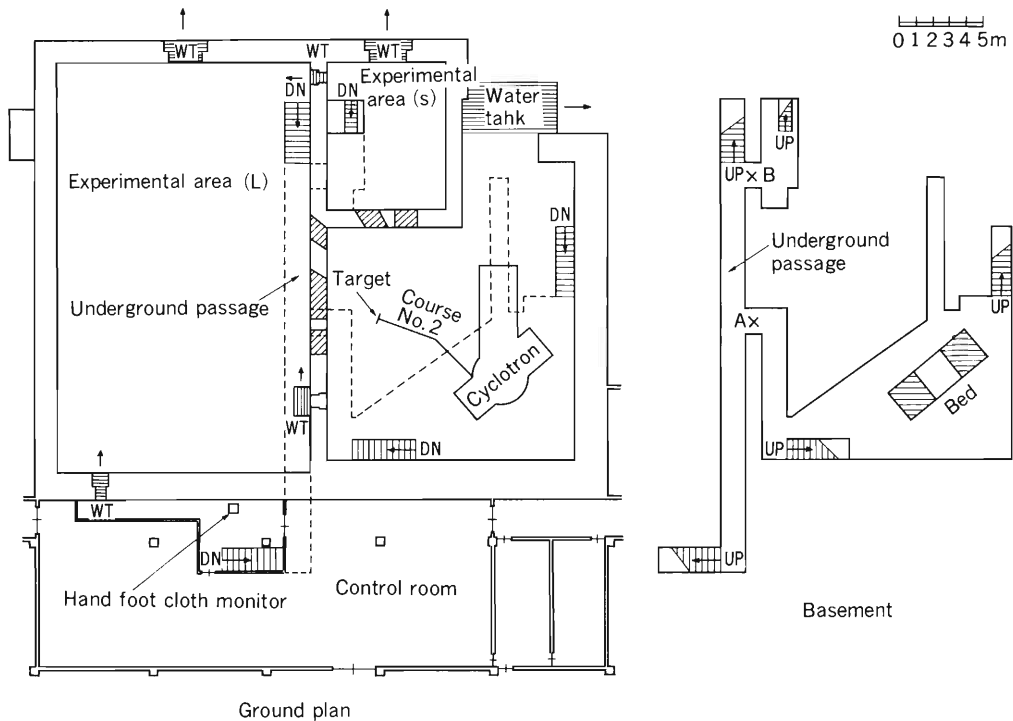 WT
WT
WT
0 1 2 3 4 5m
DN
DN
Experimental
area (s)
Water
tahk
UP
UP
× B
Experimental area (L)
DN
Underground
passage
Target
Course
No. 2
Underground passage
UP
A×
Cyclotron
Bed
WT
DN
UP
WT
DN
UP
Hand foot cloth monitor
Control room
Basement
Ground plan